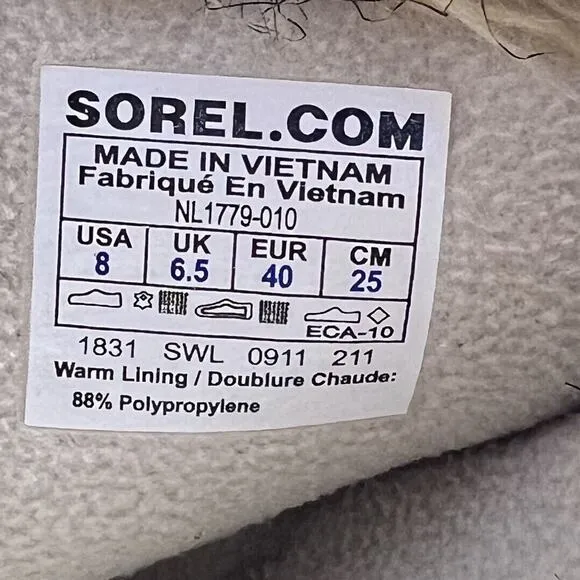 SOREL.COM
MADE IN VIETNAM
Fabriqué En Vietnam
NL1779-010
USA UK EUR CM
8 6.5 40 25
ECA-10
1831 SWL 0911 211
Warm Lining / Doublure Chaude:
88% Polypropylene